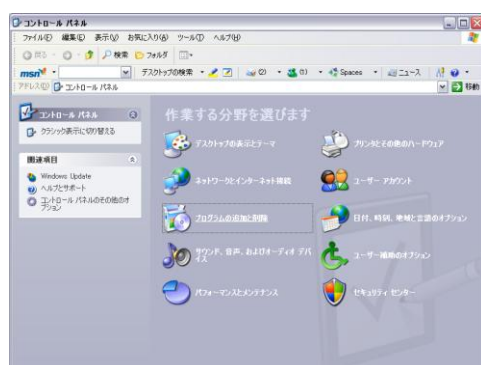 コントロール パネル
ファイル(F) 編集(E) 表示(V) お気に入り(A) ツール(T) ヘルプ(H)
戻る 検索 フォルダ
msn デスクトップの検索 (2) (1) Spaces ニュース
アドレス(D) コントロール パネル 移動
コントロール パネル
クラシック表示に切り替える
関連項目
Windows Update
ヘルプとサポート
コントロール パネルのその他のオプション
作業する分野を選びます
デスクトップの表示とテーマ
プリンタとその他のハードウェア
ネットワークとインターネット接続
ユーザー アカウント
プログラムの追加と削除
日付、時刻、地域と言語のオプション
サウンド、音声、およびオーディオ デバ
イス
ユーザー補助のオプション
パフォーマンスとメンテナンス
セキュリティ センター